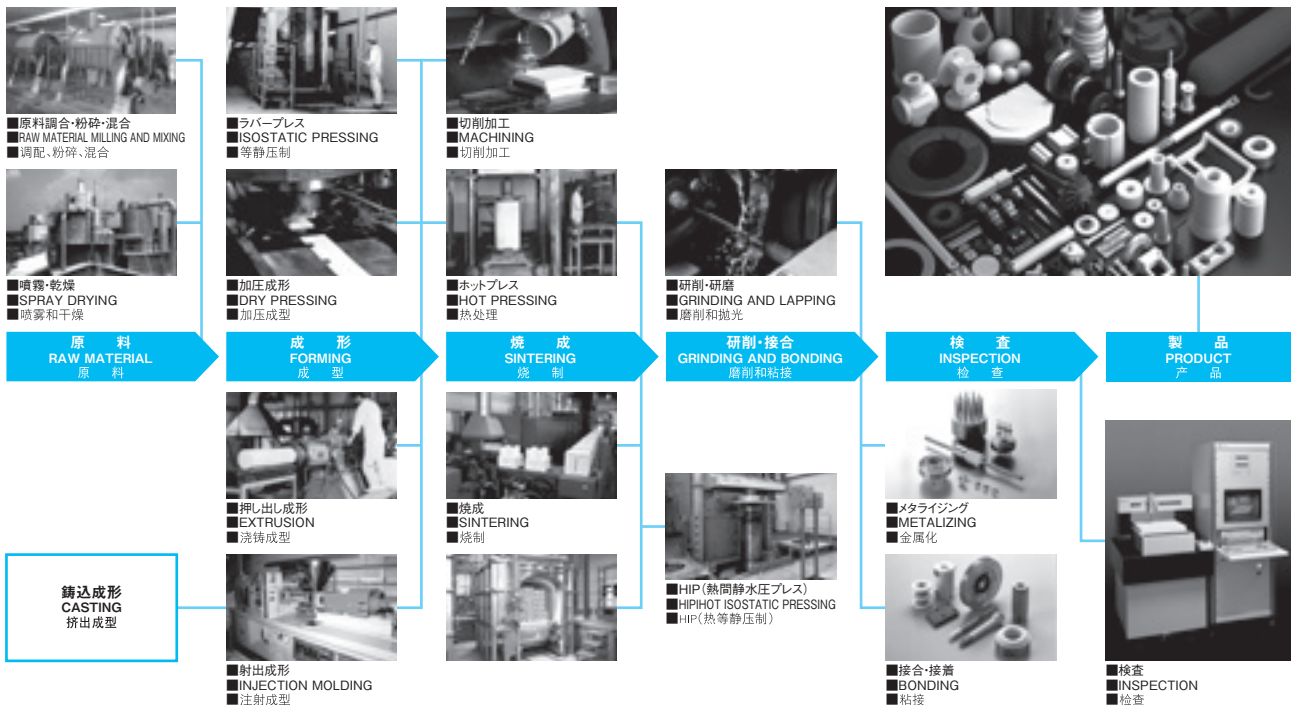 ■原料調合・粉砕・混合
■RAW MATERIAL MILLING AND MIXING
■调配、粉碎、混合
■ラバープレス
■ISOSTATIC PRESSING
■等静压制
■切削加工
■MACHINING
■切削加工
■噴霧・乾燥
■SPRAY DRYING
■喷雾和干燥
■加圧成形
■DRY PRESSING
■加压成型
■ホットプレス
■HOT PRESSING
■热处理
■研削・研磨
■GRINDING AND LAPPING
■磨削和抛光
原料
RAW MATERIAL
原料
成形
FORMING
成型
焼成
SINTERING
烧制
研削・接合
GRINDING AND BONDING
磨削和粘接
検査
INSPECTION
检查
製品
PRODUCT
产品
■押し出し成形
■EXTRUSION
■浇铸成型
■焼成
■SINTERING
■烧制
■メタライジング
■METALIZING
■金属化
鋳込成形
CASTING
挤出成型
■HIP（熱間静水圧プレス）
■HIPIHOT ISOSTATIC PRESSING
■HIP（热等静压制）
■射出成形
■INJECTION MOLDING
■注射成型
■接合・接着
■BONDING
■粘接
■検査
■INSPECTION
■检查